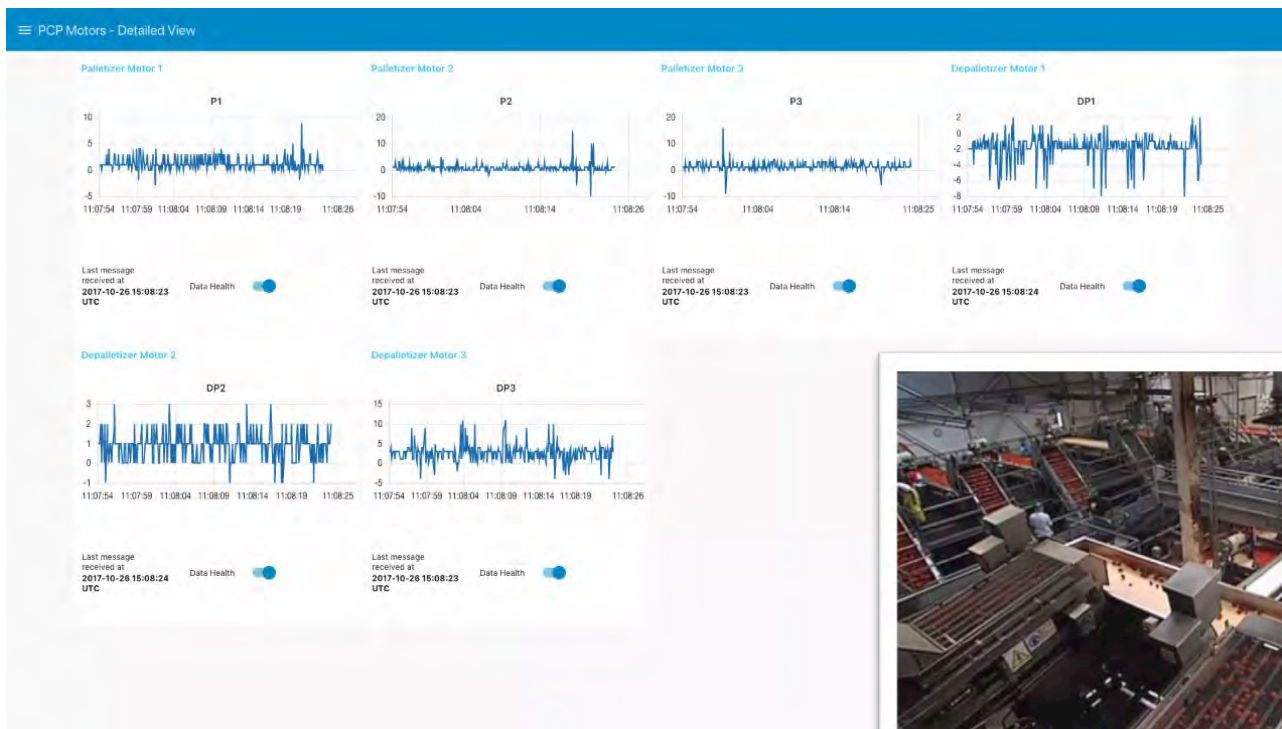 PCP Motors - Detailed View
Palletizer Motor 1
P1
10
5
0
-5
11:07:54 11:07:59 11:08:04 11:08:09 11:08:14 11:08:19 11:08:26
Last message
received at
2017-10-26 15:08:23
UTC
Data Health
Palletizer Motor 2
P2
20
10
0
-10
11:07:54 11:08:04 11:08:14 11:08:26
Last message
received at
2017-10-26 15:08:23
UTC
Data Health
Palletizer Motor 3
P3
20
10
0
-10
11:07:54 11:08:04 11:08:14 11:08:25
Last message
received at
2017-10-26 15:08:23
UTC
Data Health
Depalletizer Motor 1
DP1
2
0
-2
-4
-6
-8
11:07:54 11:07:59 11:08:04 11:08:09 11:08:14 11:08:19 11:08:25
Last message
received at
2017-10-26 15:08:24
UTC
Data Health
Depalletizer Motor 2
DP2
3
2
1
0
-1
11:07:54 11:07:59 11:08:04 11:08:09 11:08:14 11:08:19 11:08:25
Last message
received at
2017-10-26 15:08:24
UTC
Data Health
Depalletizer Motor 3
DP3
15
10
5
0
-5
11:07:54 11:07:59 11:08:04 11:08:09 11:08:14 11:08:19 11:08:26
Last message
received at
2017-10-26 15:08:23
UTC
Data Health